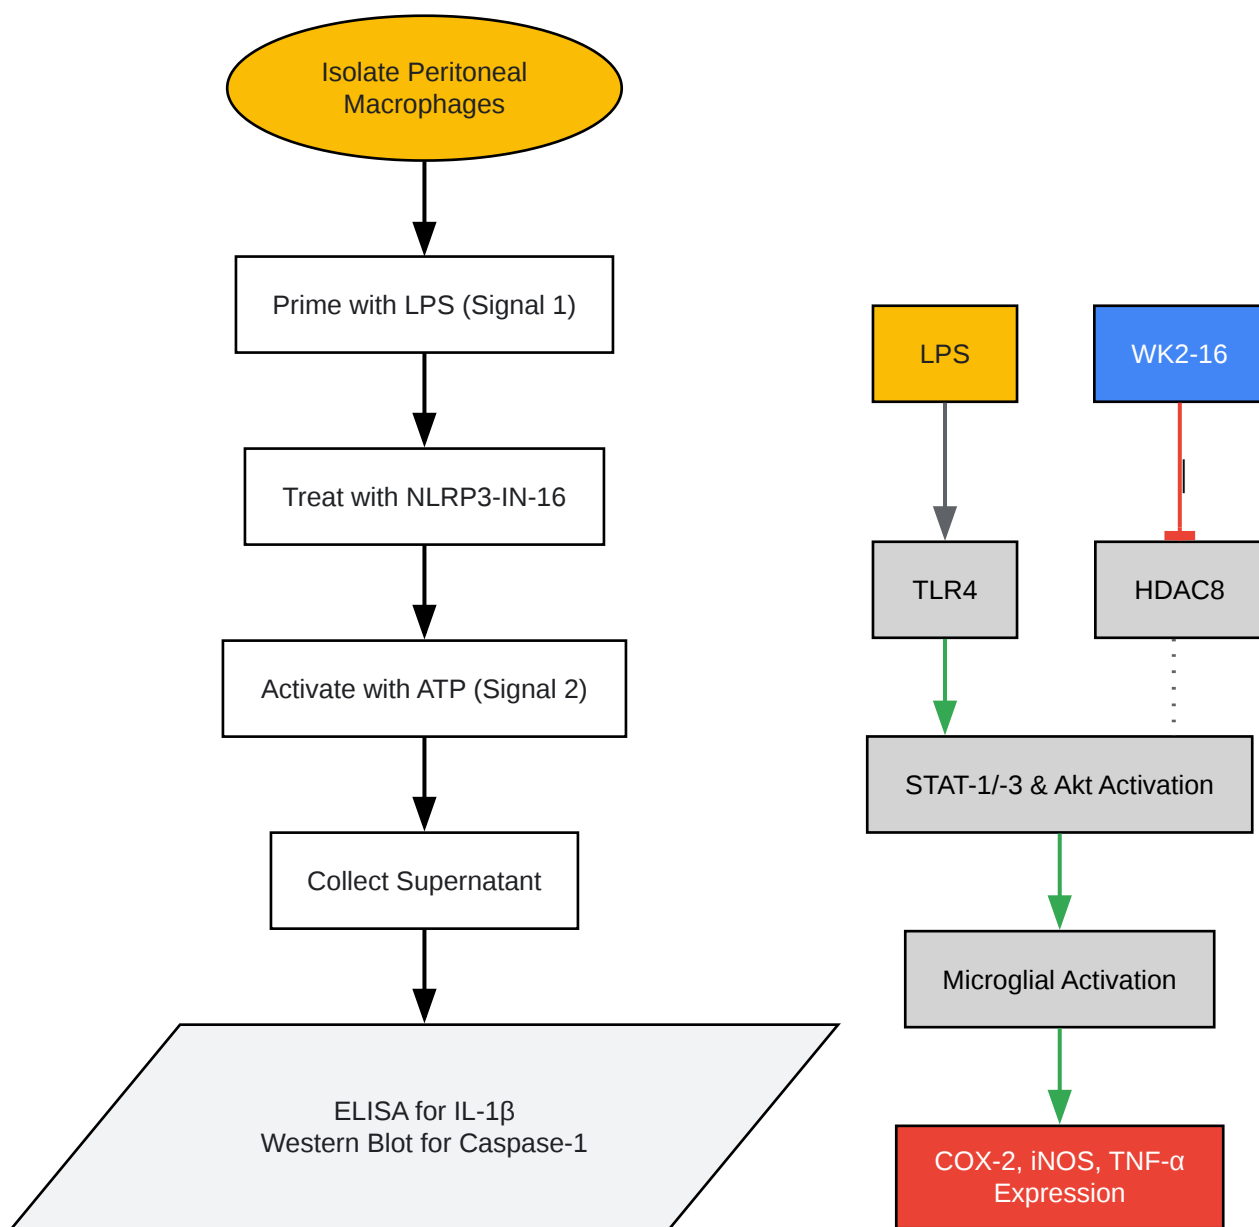 Isolate Peritoneal
Macrophages
Prime with LPS (Signal 1)
Treat with NLRP3-IN-16
Activate with ATP (Signal 2)
Collect Supernatant
ELISA for IL-1β
Western Blot for Caspase-1
LPS
WK2-16
TLR4
HDAC8
STAT-1/-3 & Akt Activation
Microglial Activation
COX-2, iNOS, TNF-α
Expression